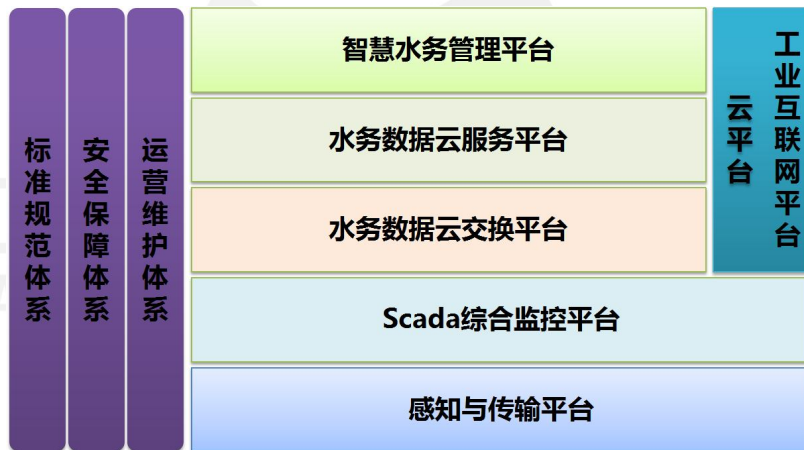 标准规范体系
安全保障体系
运营维护体系
智慧水务管理平台
水务数据云服务平台
水务数据云交换平台
Scada综合监控平台
感知与传输平台
工业互联网平台
云平台